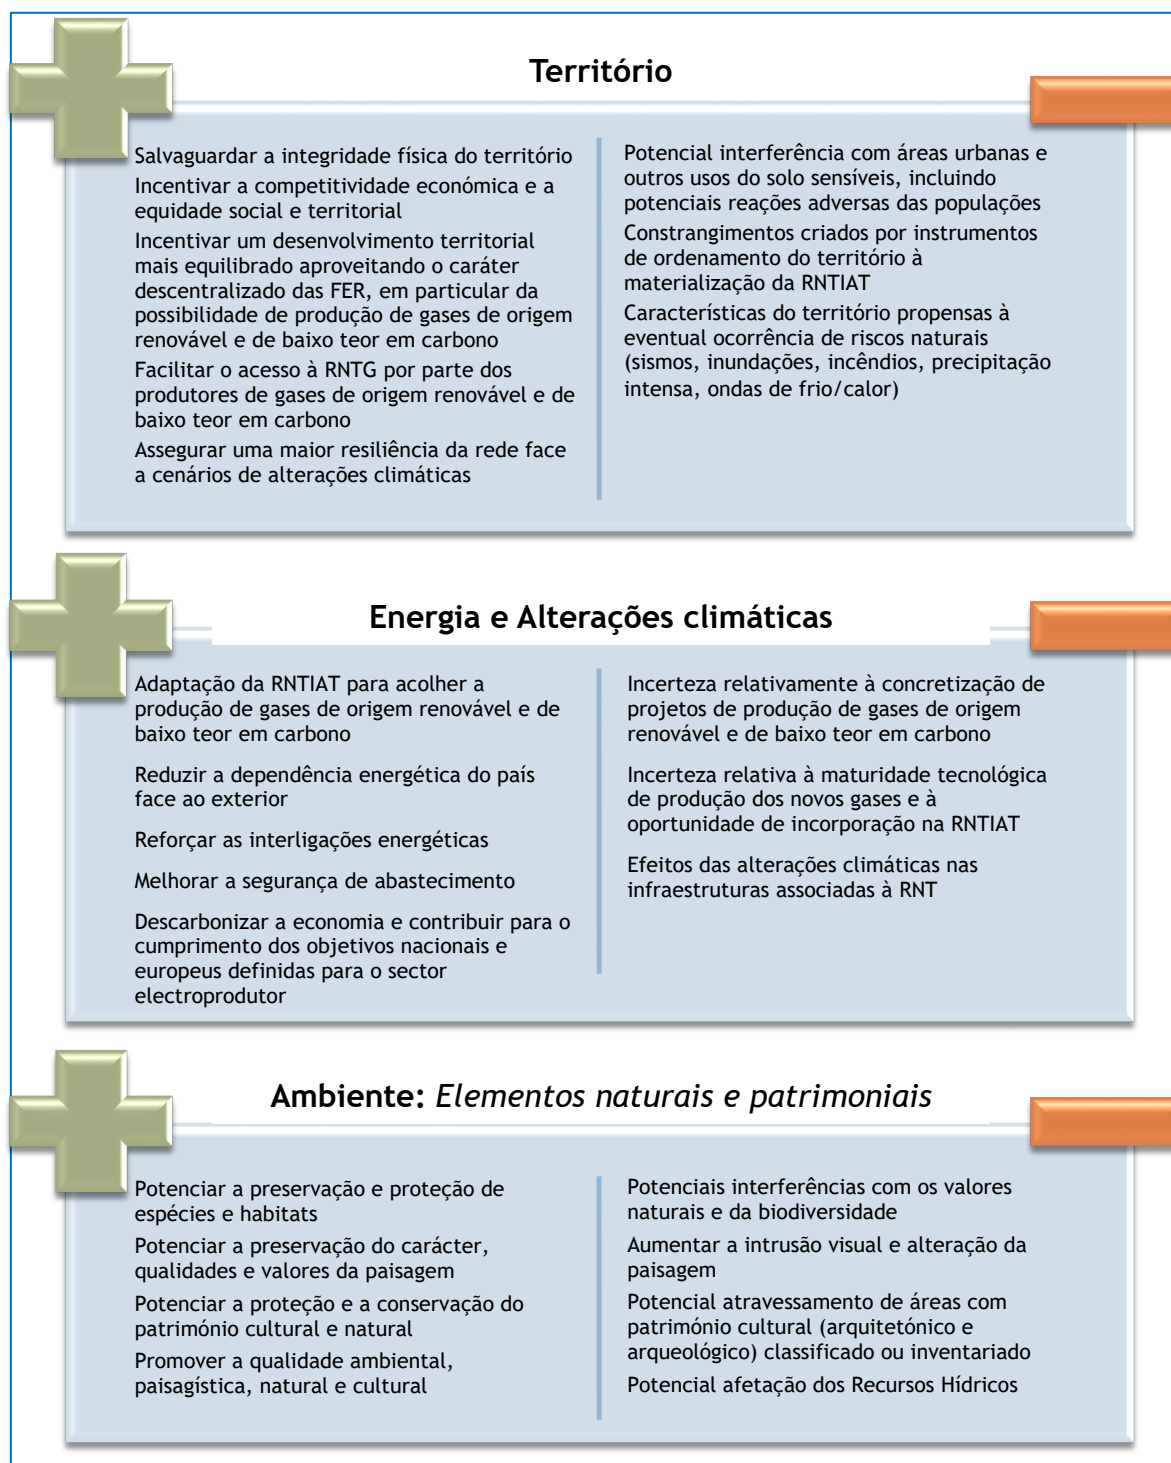 Território
Salvaguardar a integridade física do território
Incentivar a competitividade económica e a
equidade social e territorial
Incentivar um desenvolvimento territorial
mais equilibrado aproveitando o caráter
descentralizado das FER, em particular da
possibilidade de produção de gases de origem
renovável e de baixo teor em carbono
Facilitar o acesso à RNTG por parte dos
produtores de gases de origem renovável e de
baixo teor em carbono
Assegurar uma maior resiliência da rede face
a cenários de alterações climáticas
Potencial interferência com áreas urbanas e
outros usos do solo sensíveis, incluindo
potenciais reações adversas das populações
Constrangimentos criados por instrumentos
de ordenamento do território à
materialização da RNTIAT
Características do território propensas à
eventual ocorrência de riscos naturais
(sismos, inundações, incêndios, precipitação
intensa, ondas de frio/calor)
Energia e Alterações climáticas
Adaptação da RNTIAT para acolher a
produção de gases de origem renovável e de
baixo teor em carbono
Reduzir a dependência energética do país
face ao exterior
Reforçar as interligações energéticas
Melhorar a segurança de abastecimento
Descarbonizar a economia e contribuir para o
cumprimento dos objetivos nacionais e
europeus definidas para o sector
electroprodutor
Incerteza relativamente à concretização de
projetos de produção de gases de origem
renovável e de baixo teor em carbono
Incerteza relativa à maturidade tecnológica
de produção dos novos gases e à
oportunidade de incorporação na RNTIAT
Efeitos das alterações climáticas nas
infraestruturas associadas à RNT
Ambiente: Elementos naturais e patrimoniais
Potenciar a preservação e proteção de
espécies e habitats
Potenciar a preservação do carácter,
qualidades e valores da paisagem
Potenciar a proteção e a conservação do
património cultural e natural
Promover a qualidade ambiental,
paisagística, natural e cultural
Potenciais interferências com os valores
naturais e da biodiversidade
Aumentar a intrusão visual e alteração da
paisagem
Potencial atravessamento de áreas com
património cultural (arquitetónico e
arqueológico) classificado ou inventariado
Potencial afetação dos Recursos Hídricos